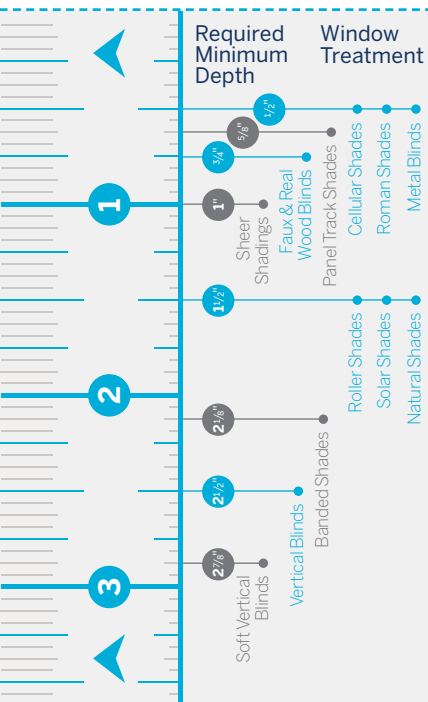 Required
Minimum
Depth
Window
Treatment
1/2"
Cellular Shades
Roman Shades
Metal Blinds
5/8"
Panel Track Shades
3/4"
Faux & Real
Wood Blinds
1
1"
Sheer
Shadings
1 1/2"
Roller Shades
Solar Shades
Natural Shades
2
2 1/8"
Banded Shades
2 1/2"
Vertical Blinds
2 7/8"
Soft Vertical
Blinds
3